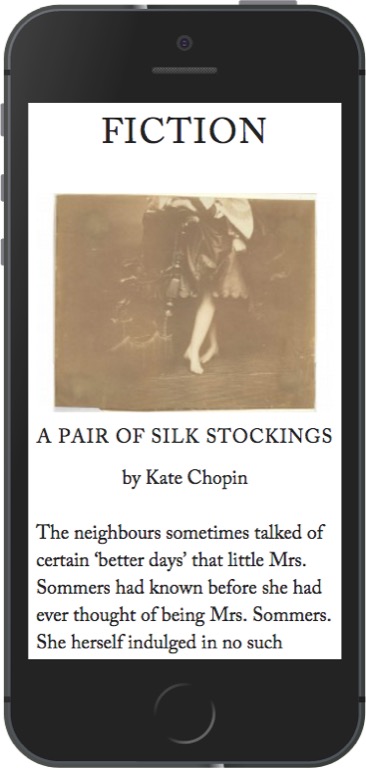 FICTION
A PAIR OF SILK STOCKINGS
by Kate Chopin
The neighbours sometimes talked of
certain ‘better days’ that little Mrs.
Sommers had known before she had
ever thought of being Mrs. Sommers.
She herself indulged in no such